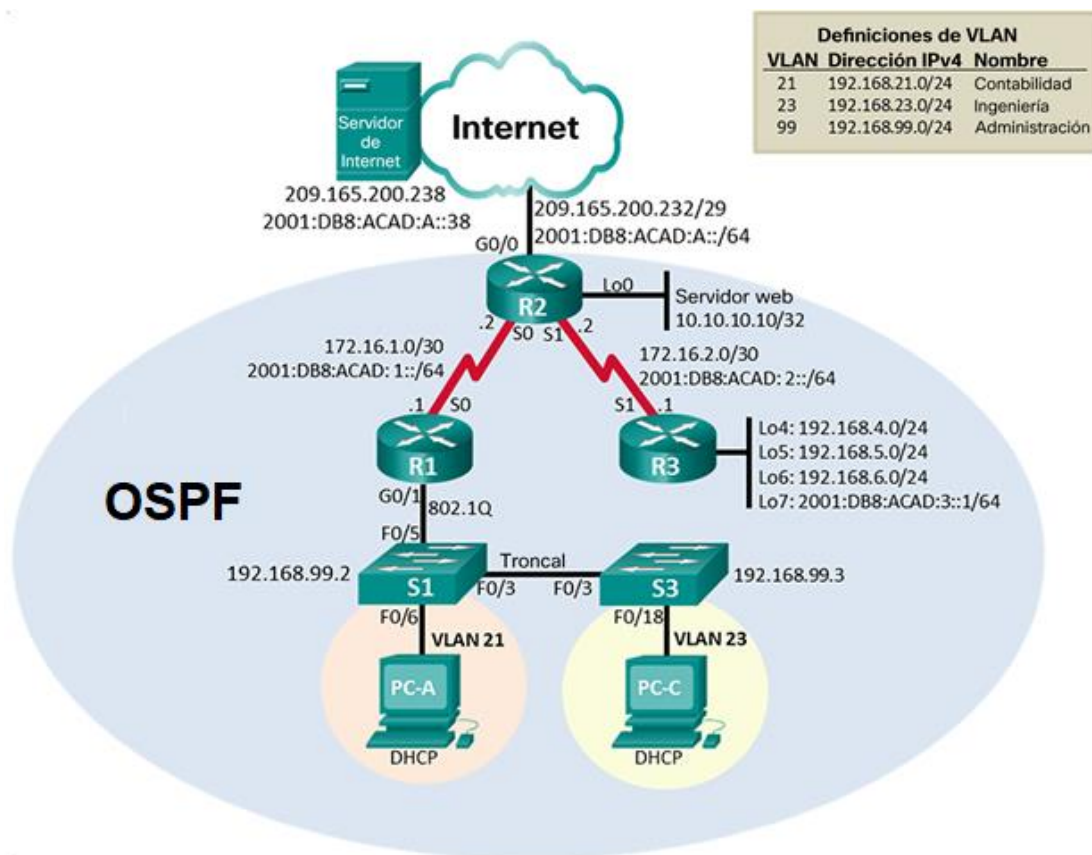 Definiciones de VLAN
VLAN Dirección IPv4 Nombre
21 192.168.21.0/24 Contabilidad
23 192.168.23.0/24 Ingeniería
99 192.168.99.0/24 Administración
Servidor
de
Internet
Internet
209.165.200.238
2001:DB8:ACAD:A::38
209.165.200.232/29
2001:DB8:ACAD:A::/64
G0/0
R2
Lo0
Servidor web
10.10.10.10/32
.2
S0
S1
.2
172.16.1.0/30
2001:DB8:ACAD: 1::/64
172.16.2.0/30
2001:DB8:ACAD: 2::/64
.1
S0
S1
.1
R1
R3
Lo4: 192.168.4.0/24
Lo5: 192.168.5.0/24
Lo6: 192.168.6.0/24
Lo7: 2001:DB8:ACAD:3::1/64
OSPF
G0/1
802.1Q
F0/5
192.168.99.2
S1
Troncal
F0/3
F0/3
S3
192.168.99.3
F0/6
F0/18
VLAN 21
VLAN 23
PC-A
PC-C
DHCP
DHCP